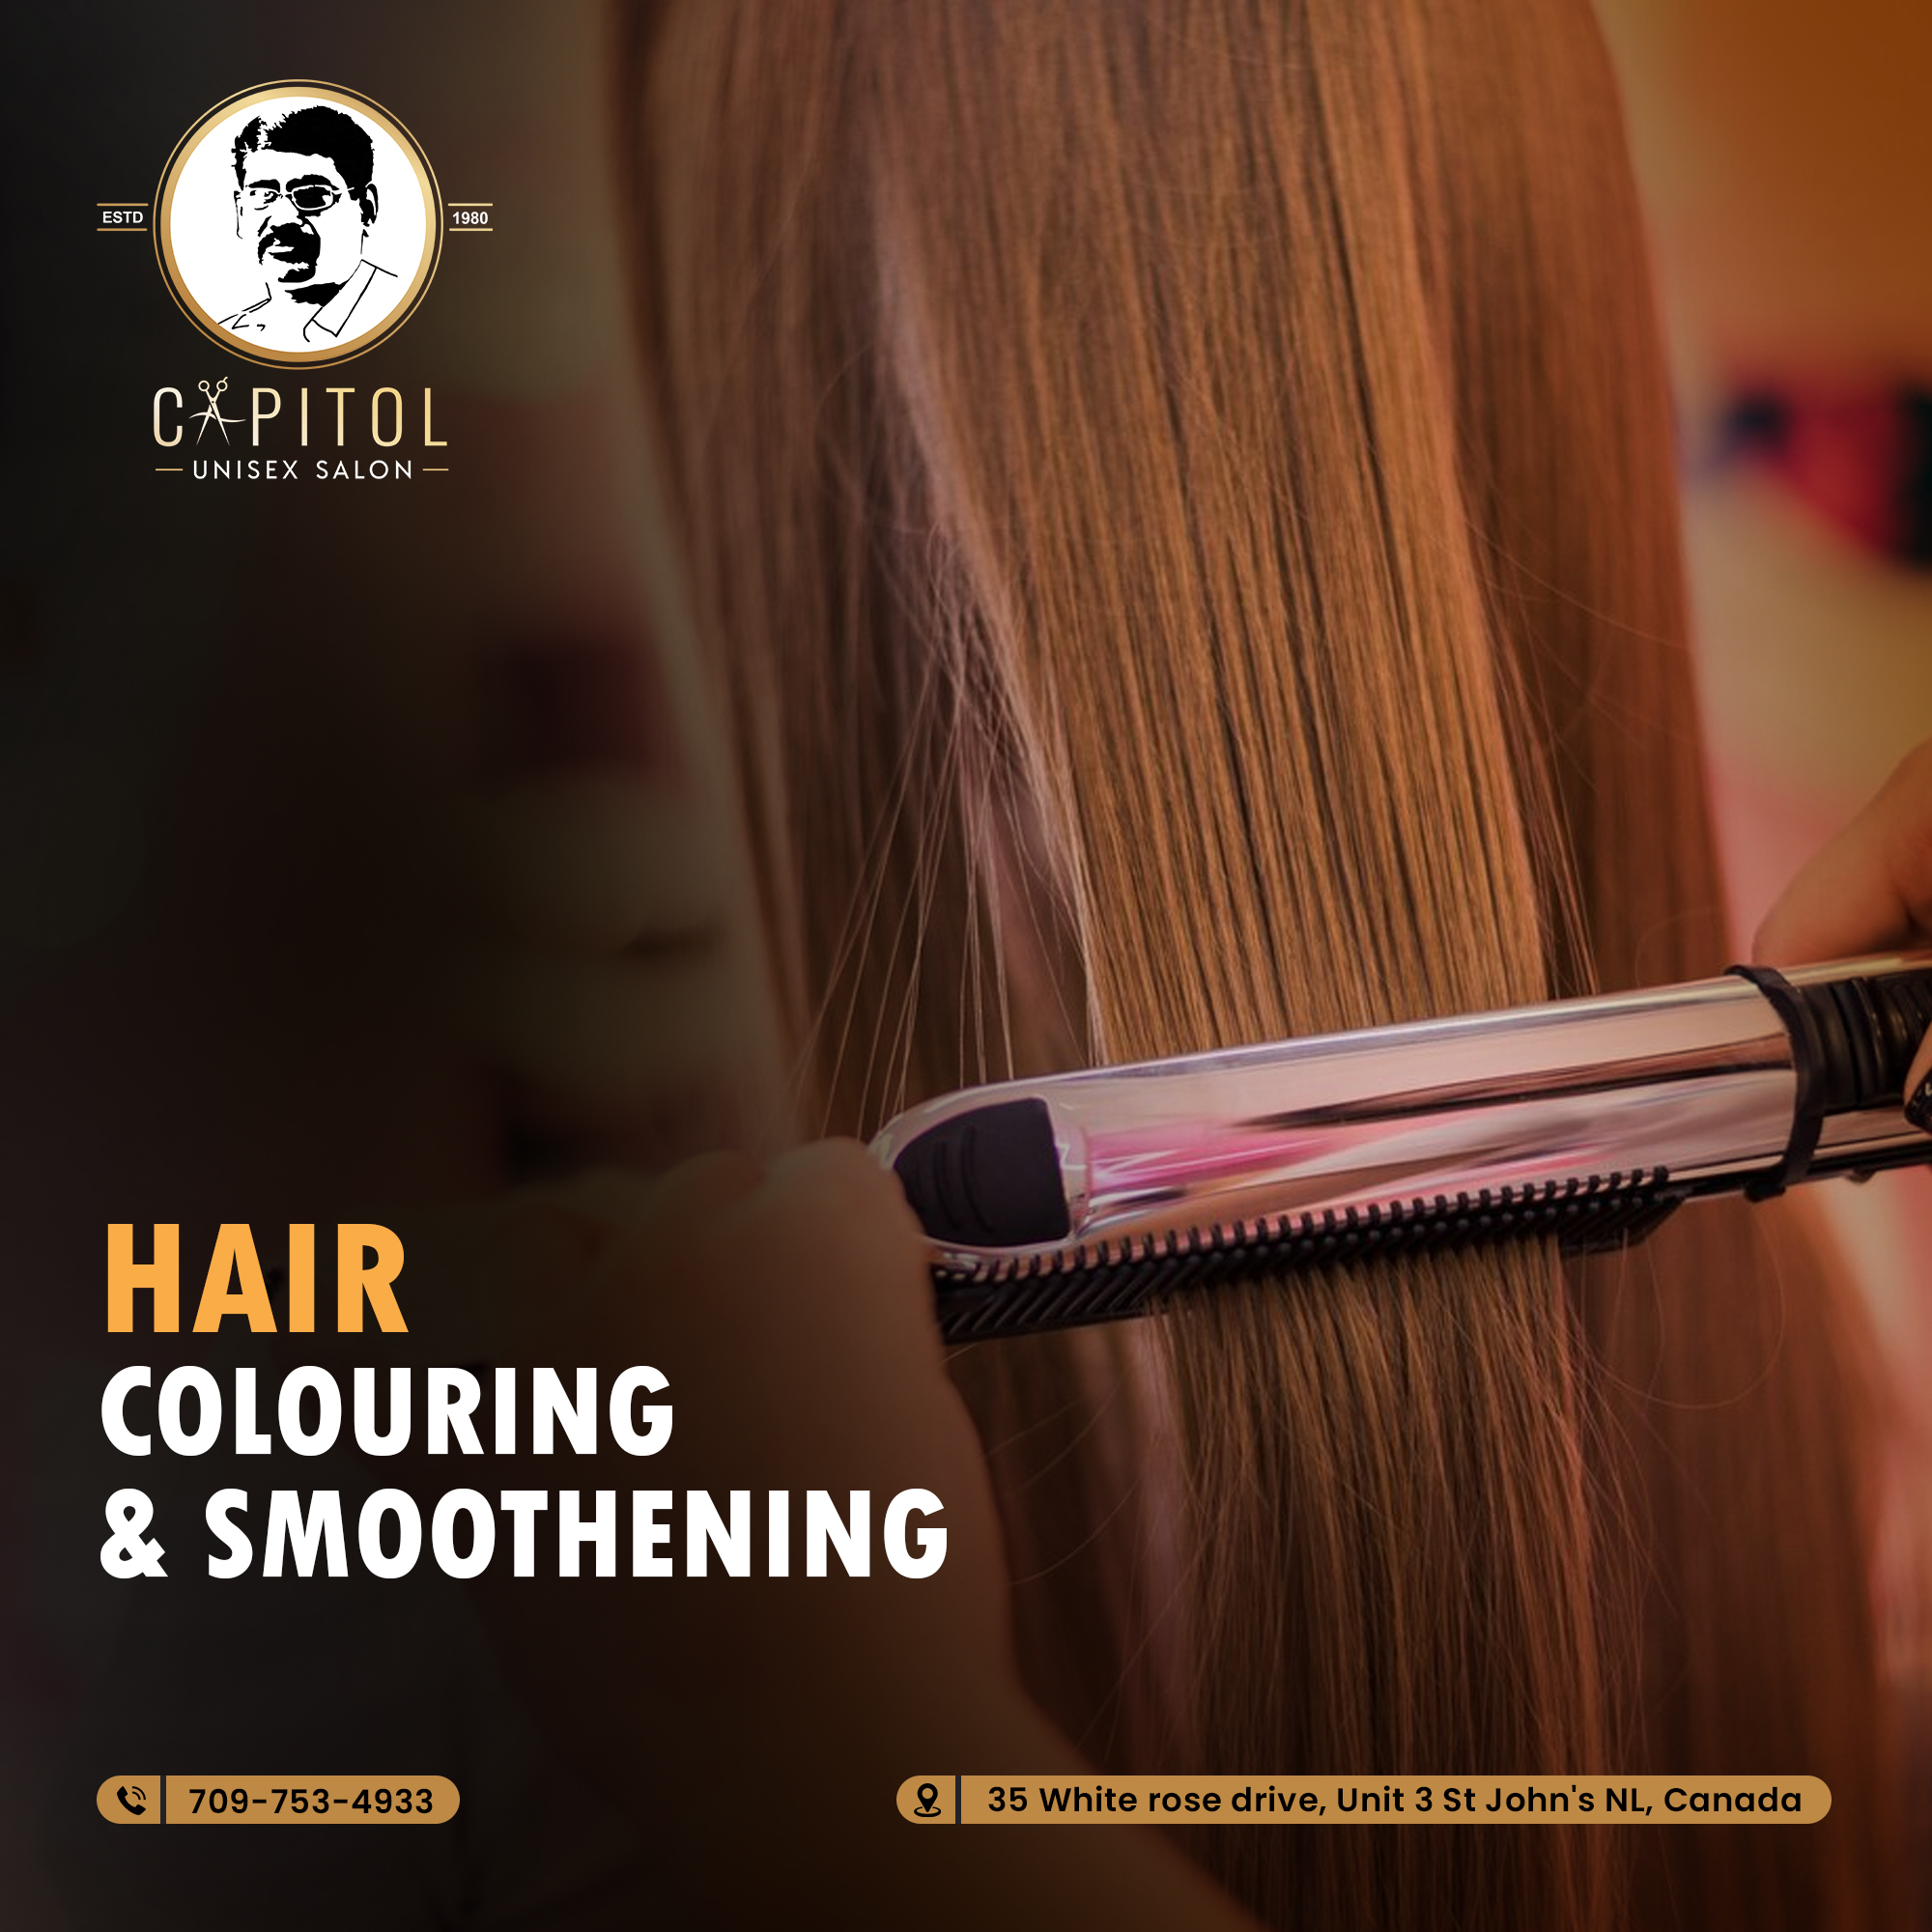 ESTD 1980
CAPITOL
UNISEX SALON
HAIR
COLOURING
& SMOOTHENING
709-753-4933
35 White rose drive, Unit 3 St John's NL, Canada